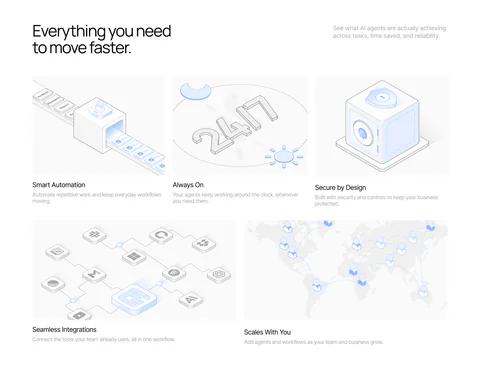 Everything you need
to move faster.
See what AI agents are actually achieving
across tasks, time saved, and reliability.
24/7
Smart Automation
Automate repetitive work and keep everyday workflows
moving.
Always On
Your agents keep working around the clock, whenever
you need them.
Secure by Design
Built with security and controls to keep your business
protected.
AI
Seamless Integrations
Connect the tools your team already uses, all in one workflow.
Scales With You
Add agents and workflows as your team and business grow.